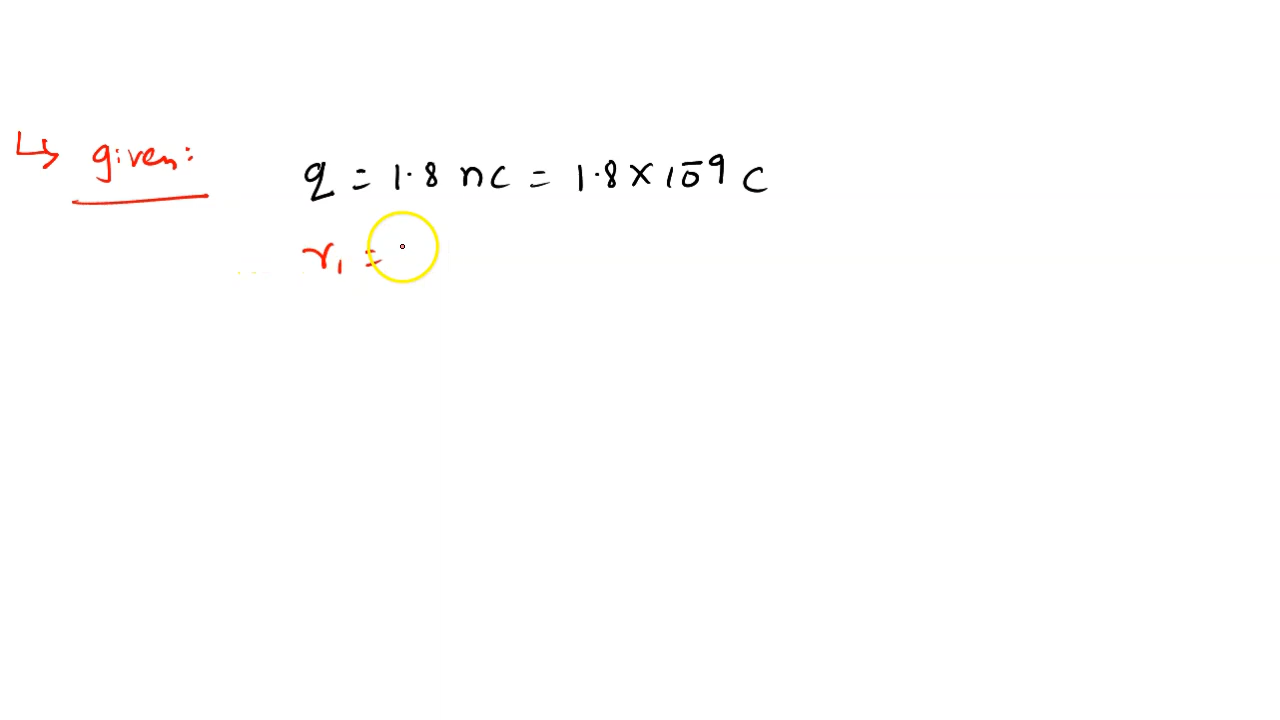 ↳ given: q = 1.8 nc = 1.8 × 10⁻⁹ C
r₁ =